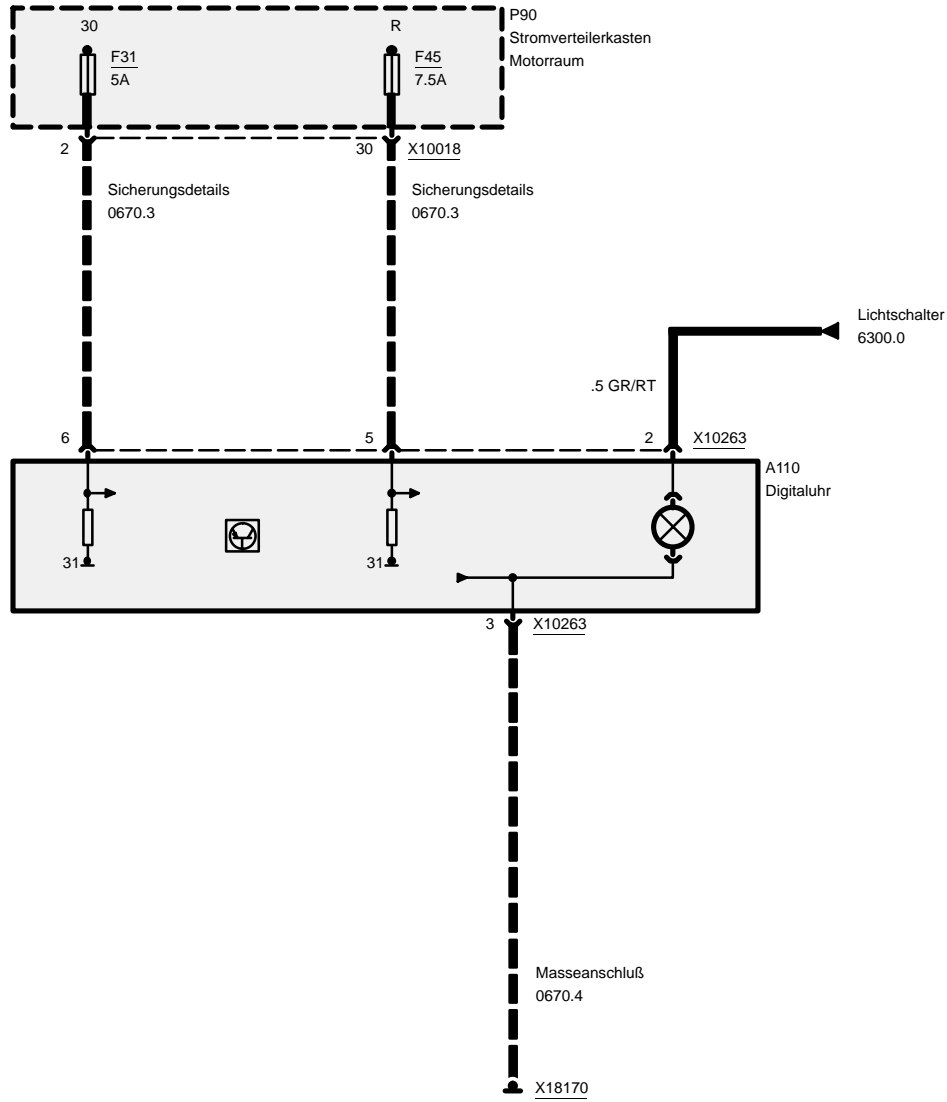 P90
Stromverteilerkasten
Motorraum
30
R
F31
5A
F45
7.5A
2
30
X10018
Sicherungsdetails
0670.3
Sicherungsdetails
0670.3
Lichtschalter
6300.0
.5 GR/RT
6
5
2
X10263
A110
Digitaluhr
31
31
3
X10263
Masseanschluß
0670.4
X18170